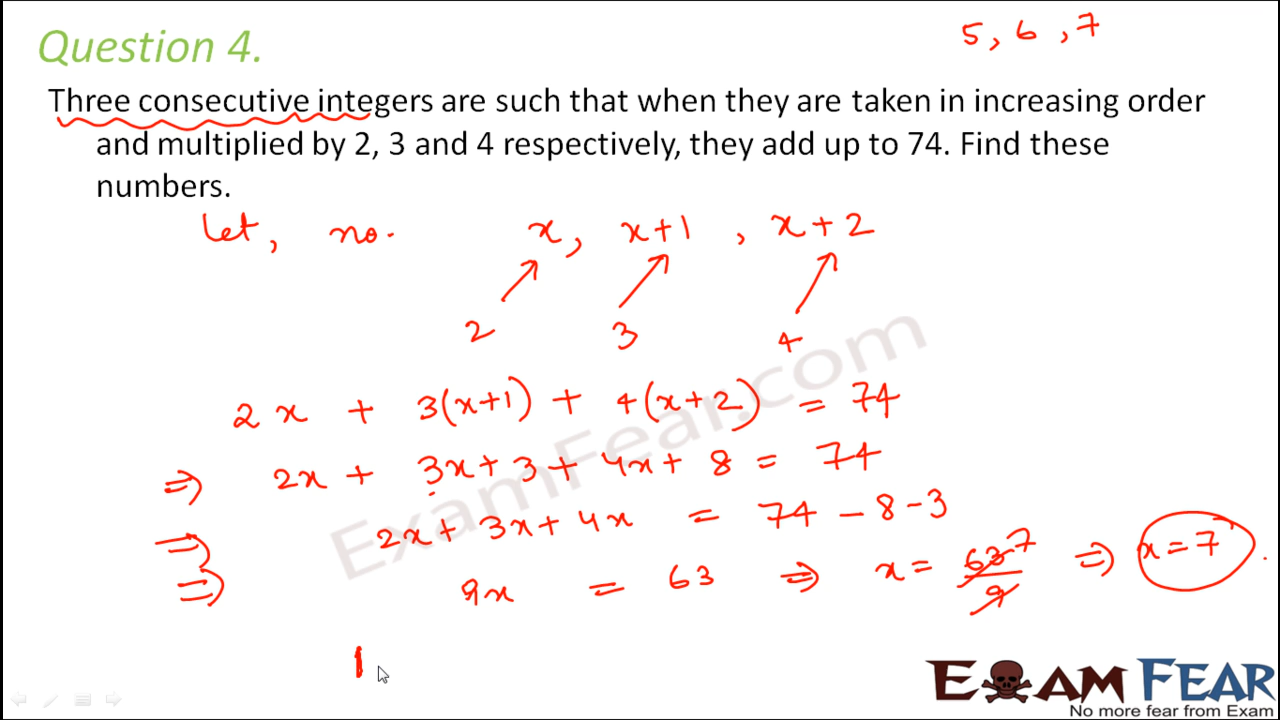 5, 6, 7
Question 4.
Three consecutive integers are such that when they are taken in increasing order
and multiplied by 2, 3 and 4 respectively, they add up to 74. Find these
numbers.
Let, no. x, x+1, x+2
2 3 4
2x + 3(x+1) + 4(x+2) = 74
⇒ 2x + 3x+3+ 4x+ 8 = 74
⇒ 2x+ 3x+ 4x = 74 - 8 - 3
⇒ 9x = 63 ⇒ x = 63/9 7 ⇒ x = 7.
ExamFear.com
EXAM FEAR
No more fear from Exam